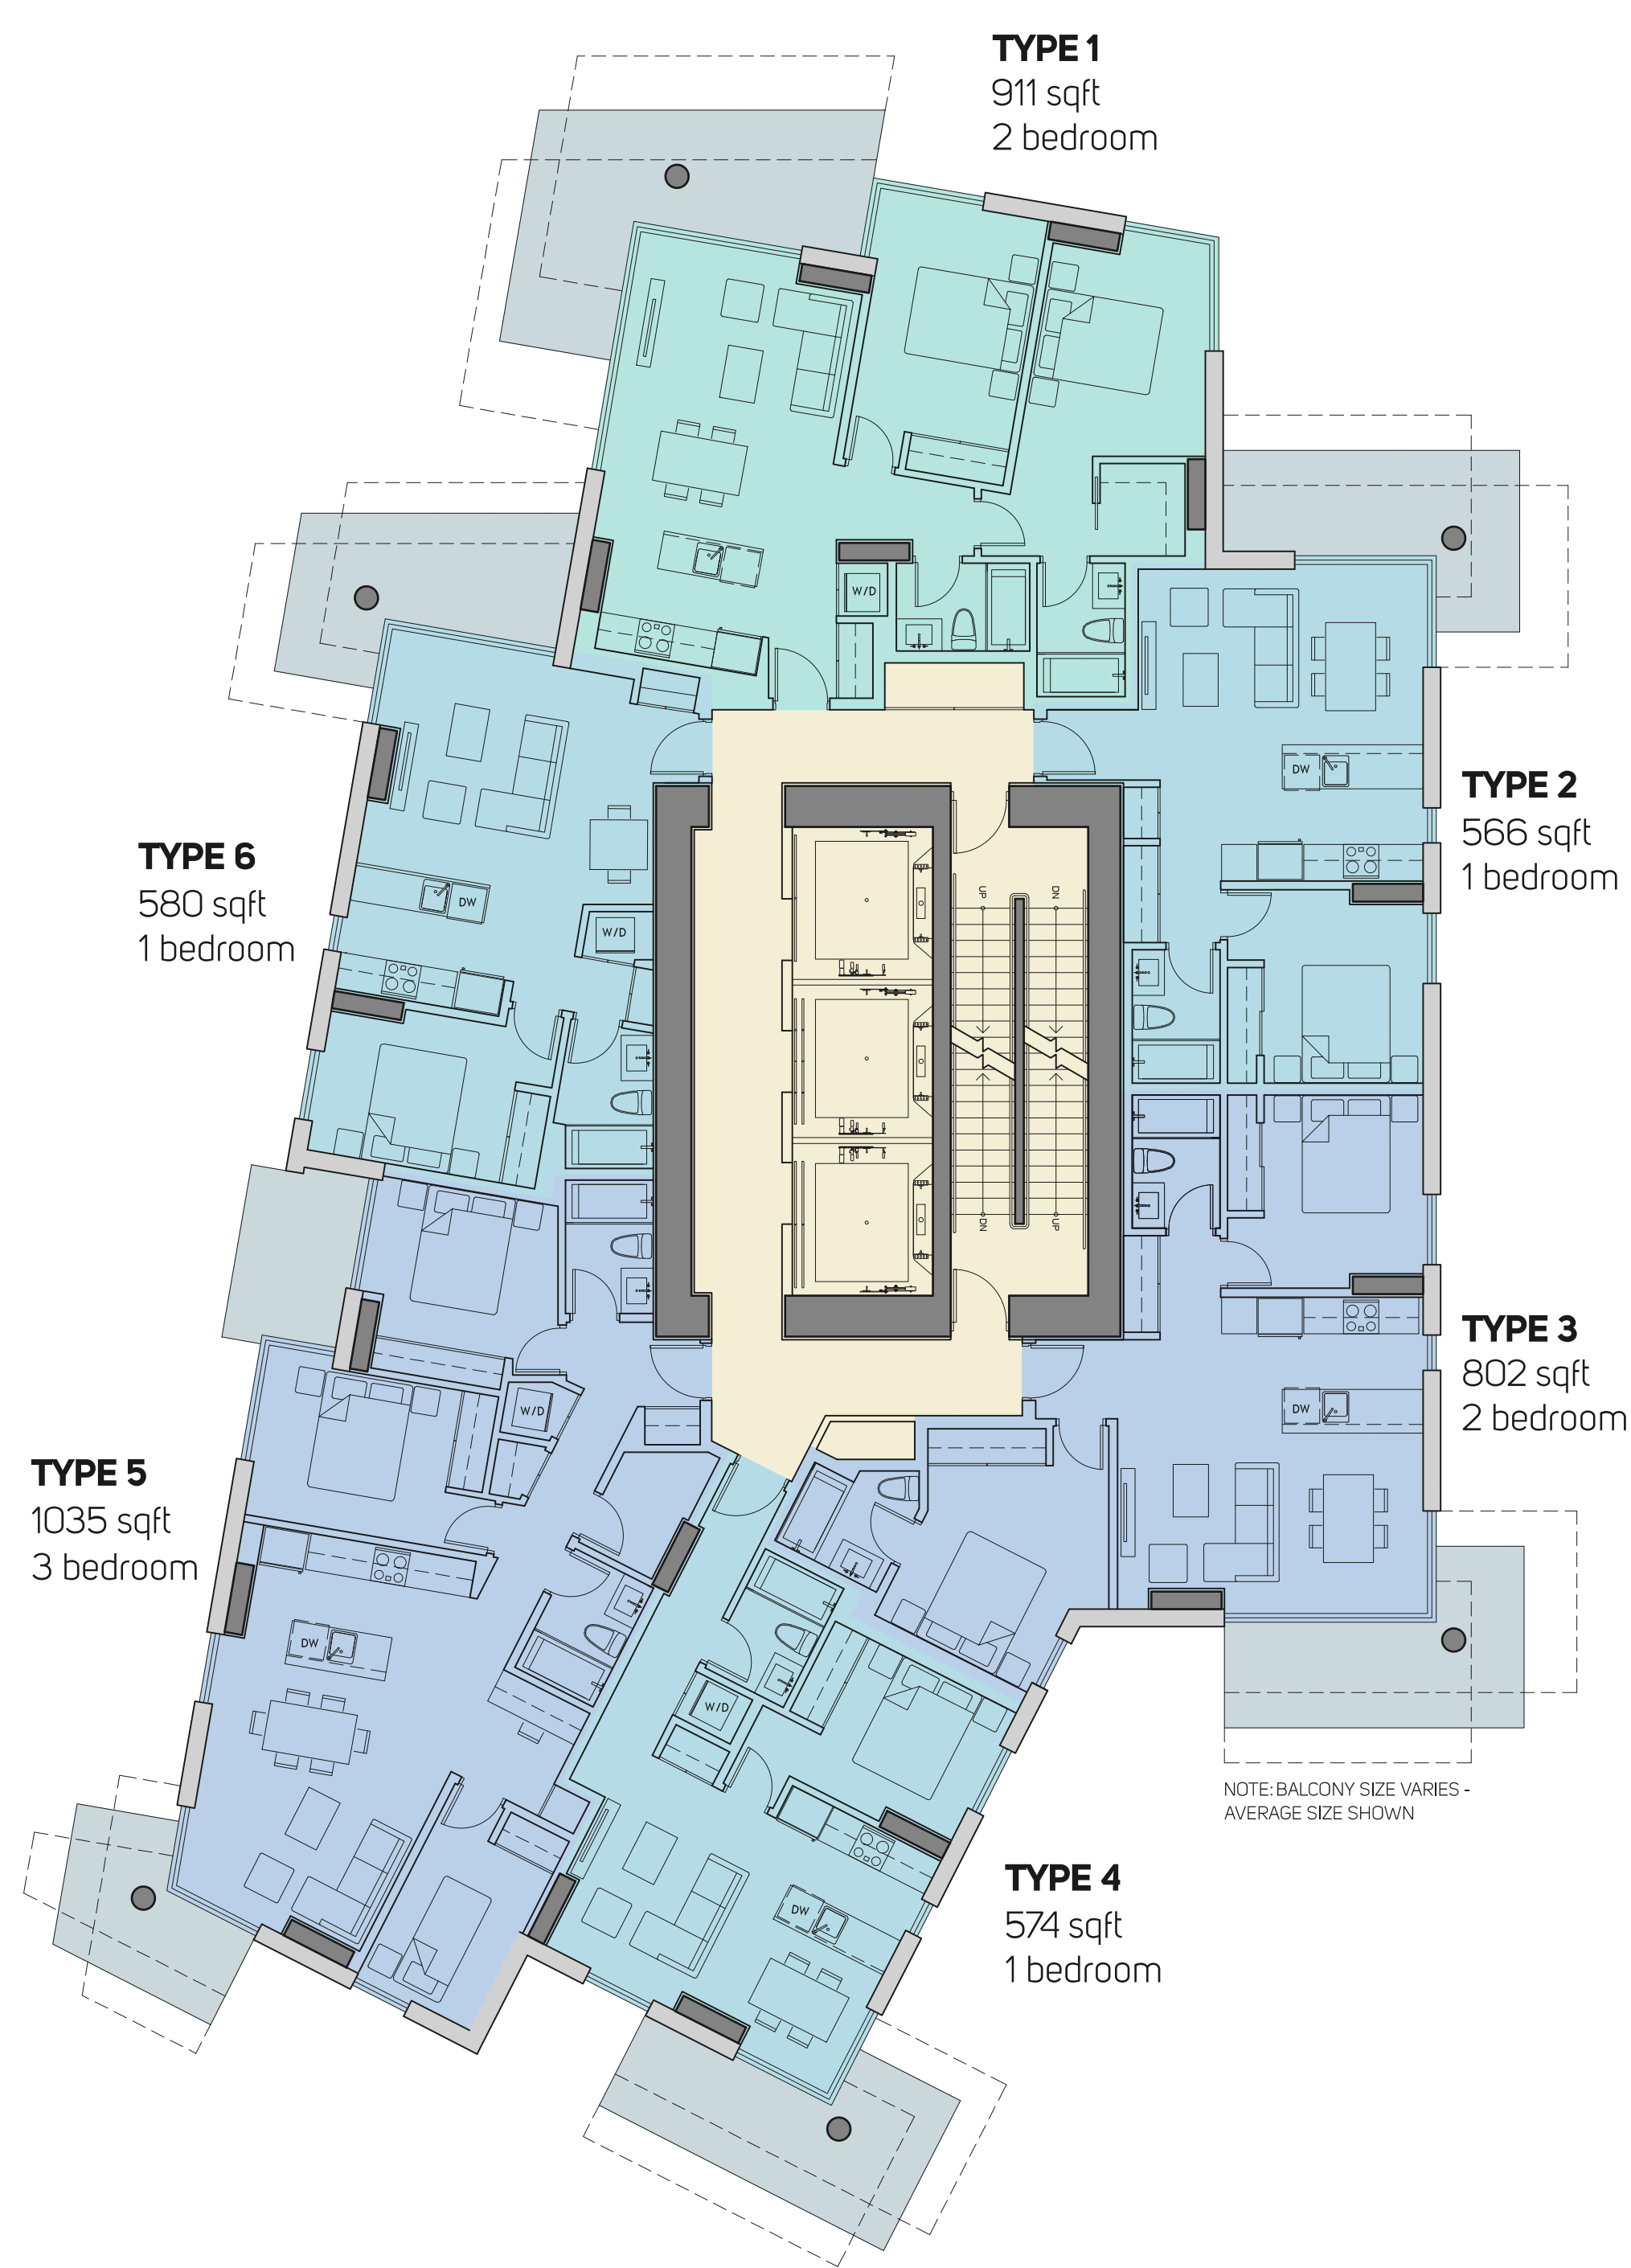 TYPE 1
911 sqft
2 bedroom
W/D
TYPE 2
566 sqft
1 bedroom
DW
TYPE 6
580 sqft
1 bedroom
DW
W/D
UP
DN
DN
UP
TYPE 3
802 sqft
2 bedroom
DW
TYPE 5
1035 sqft
3 bedroom
W/D
DW
W/D
NOTE: BALCONY SIZE VARIES -
AVERAGE SIZE SHOWN
TYPE 4
574 sqft
1 bedroom
DW